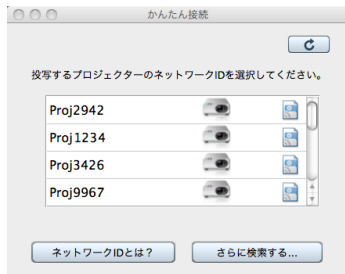 かんたん接続
投写するプロジェクターのネットワークIDを選択してください。
Proj2942
Proj1234
Proj3426
Proj9967
ネットワークIDとは？ さらに検索する...